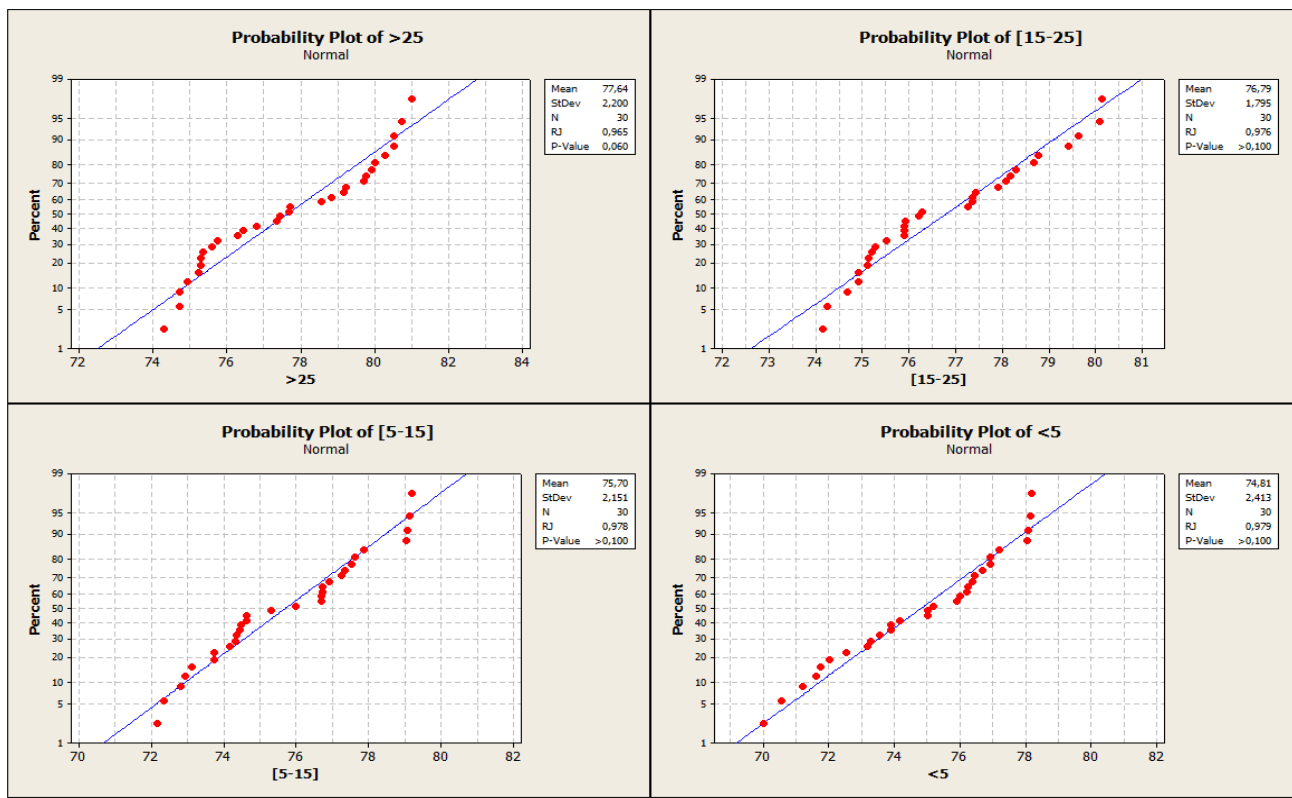 Probability Plot of >25
Normal
99
95
90
80
70
60
50
40
30
20
10
5
1
Percent
72 74 76 78 80 82 84
>25
Mean 77,64
StDev 2,200
N 30
RJ 0,965
P-Value 0,060
Probability Plot of [15-25]
Normal
99
95
90
80
70
60
50
40
30
20
10
5
1
Percent
72 73 74 75 76 77 78 79 80 81
[15-25]
Mean 76,79
StDev 1,795
N 30
RJ 0,976
P-Value >0,100
Probability Plot of [5-15]
Normal
99
95
90
80
70
60
50
40
30
20
10
5
1
Percent
70 72 74 76 78 80 82
[5-15]
Mean 75,70
StDev 2,151
N 30
RJ 0,978
P-Value >0,100
Probability Plot of <5
Normal
99
95
90
80
70
60
50
40
30
20
10
5
1
Percent
70 72 74 76 78 80 82
<5
Mean 74,81
StDev 2,413
N 30
RJ 0,979
P-Value >0,100